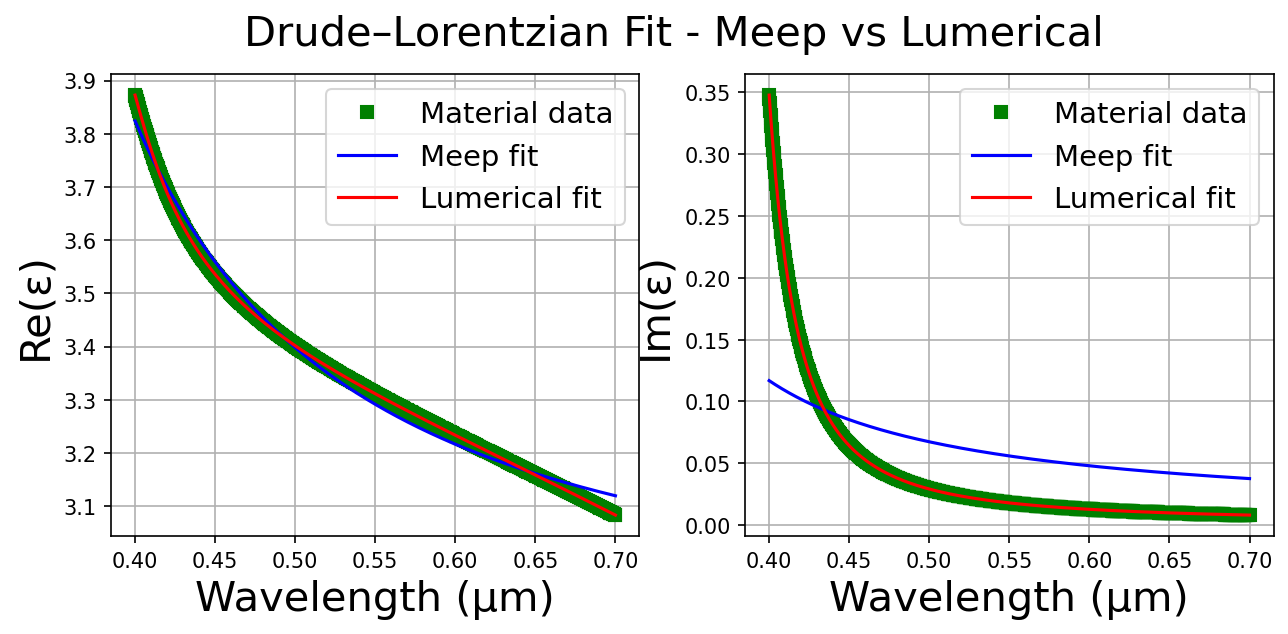 Drude–Lorentzian Fit - Meep vs Lumerical
Re(ε)
3.9
3.8
3.7
3.6
3.5
3.4
3.3
3.2
3.1
Material data
Meep fit
Lumerical fit
0.40 0.45 0.50 0.55 0.60 0.65 0.70
Wavelength (μm)
Im(ε)
0.35
0.30
0.25
0.20
0.15
0.10
0.05
0.00
Material data
Meep fit
Lumerical fit
0.40 0.45 0.50 0.55 0.60 0.65 0.70
Wavelength (μm)